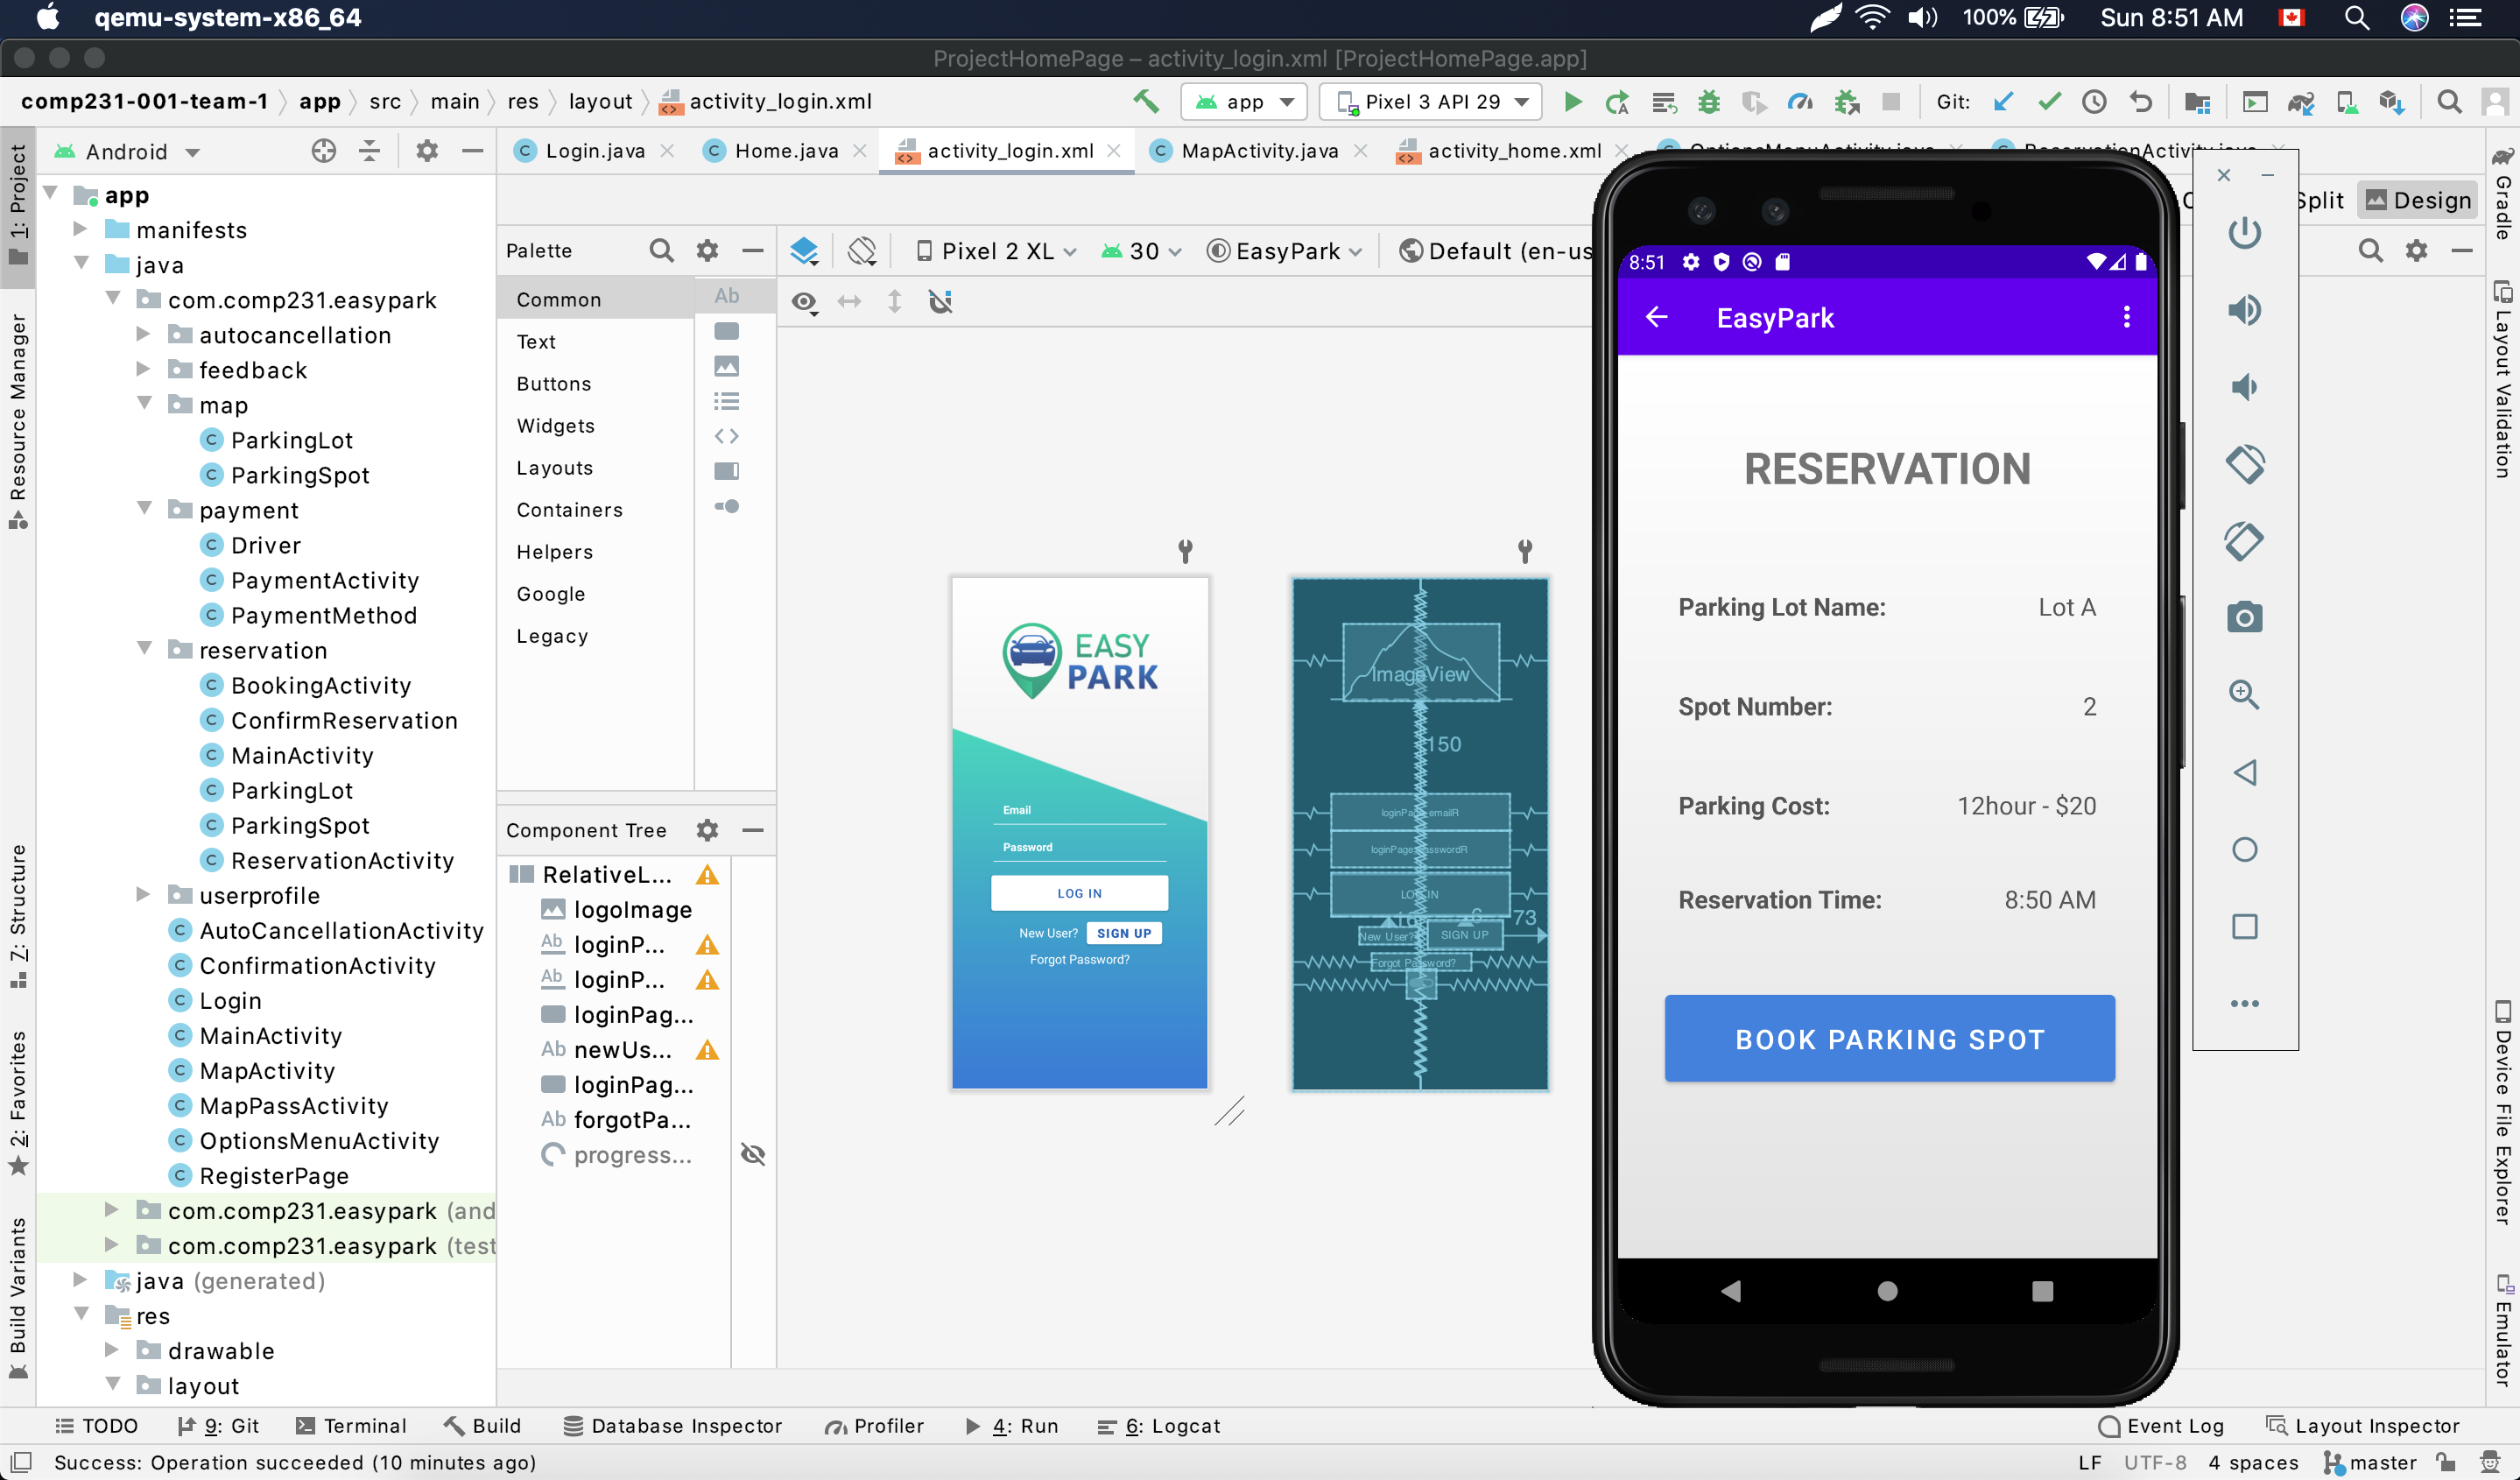 qemu-system-x86_64
100%
Sun 8:51 AM
ProjectHomePage – activity_login.xml [ProjectHomePage.app]
comp231-001-team-1 app src main res layout activity_login.xml
app
Pixel 3 API 29
Git:
Android
Login.java
Home.java
activity_login.xml
MapActivity.java
activity_home.xml
OptionsMenuActivity.java
ReservationActivity.java
Split
Design
1: Project
Resource Manager
7: Structure
2: Favorites
Build Variants
app
manifests
java
com.comp231.easypark
autocancellation
feedback
map
ParkingLot
ParkingSpot
payment
Driver
PaymentActivity
PaymentMethod
reservation
BookingActivity
ConfirmReservation
MainActivity
ParkingLot
ParkingSpot
ReservationActivity
userprofile
AutoCancellationActivity
ConfirmationActivity
Login
MainActivity
MapActivity
MapPassActivity
OptionsMenuActivity
RegisterPage
com.comp231.easypark (and
com.comp231.easypark (test
java (generated)
res
drawable
layout
Palette
Common
Text
Buttons
Widgets
Layouts
Containers
Helpers
Google
Legacy
Ab
Pixel 2 XL
30
EasyPark
Default (en-us
Component Tree
RelativeL...
logoImage
Ab loginP...
Ab loginP...
loginPag...
Ab newUs...
loginPag...
Ab forgotPa...
progress...
EASY
PARK
Email
Password
LOG IN
New User? SIGN UP
Forgot Password?
ImageView
150
LOG IN
73
New User?
SIGN UP
Forgot Password?
8:51
EasyPark
RESERVATION
Parking Lot Name: Lot A
Spot Number: 2
Parking Cost: 12hour - $20
Reservation Time: 8:50 AM
BOOK PARKING SPOT
Gradle
Layout Validation
Device File Explorer
Emulator
TODO
9: Git
Terminal
Build
Database Inspector
Profiler
4: Run
6: Logcat
Event Log
Layout Inspector
Success: Operation succeeded (10 minutes ago)
LF UTF-8 4 spaces master